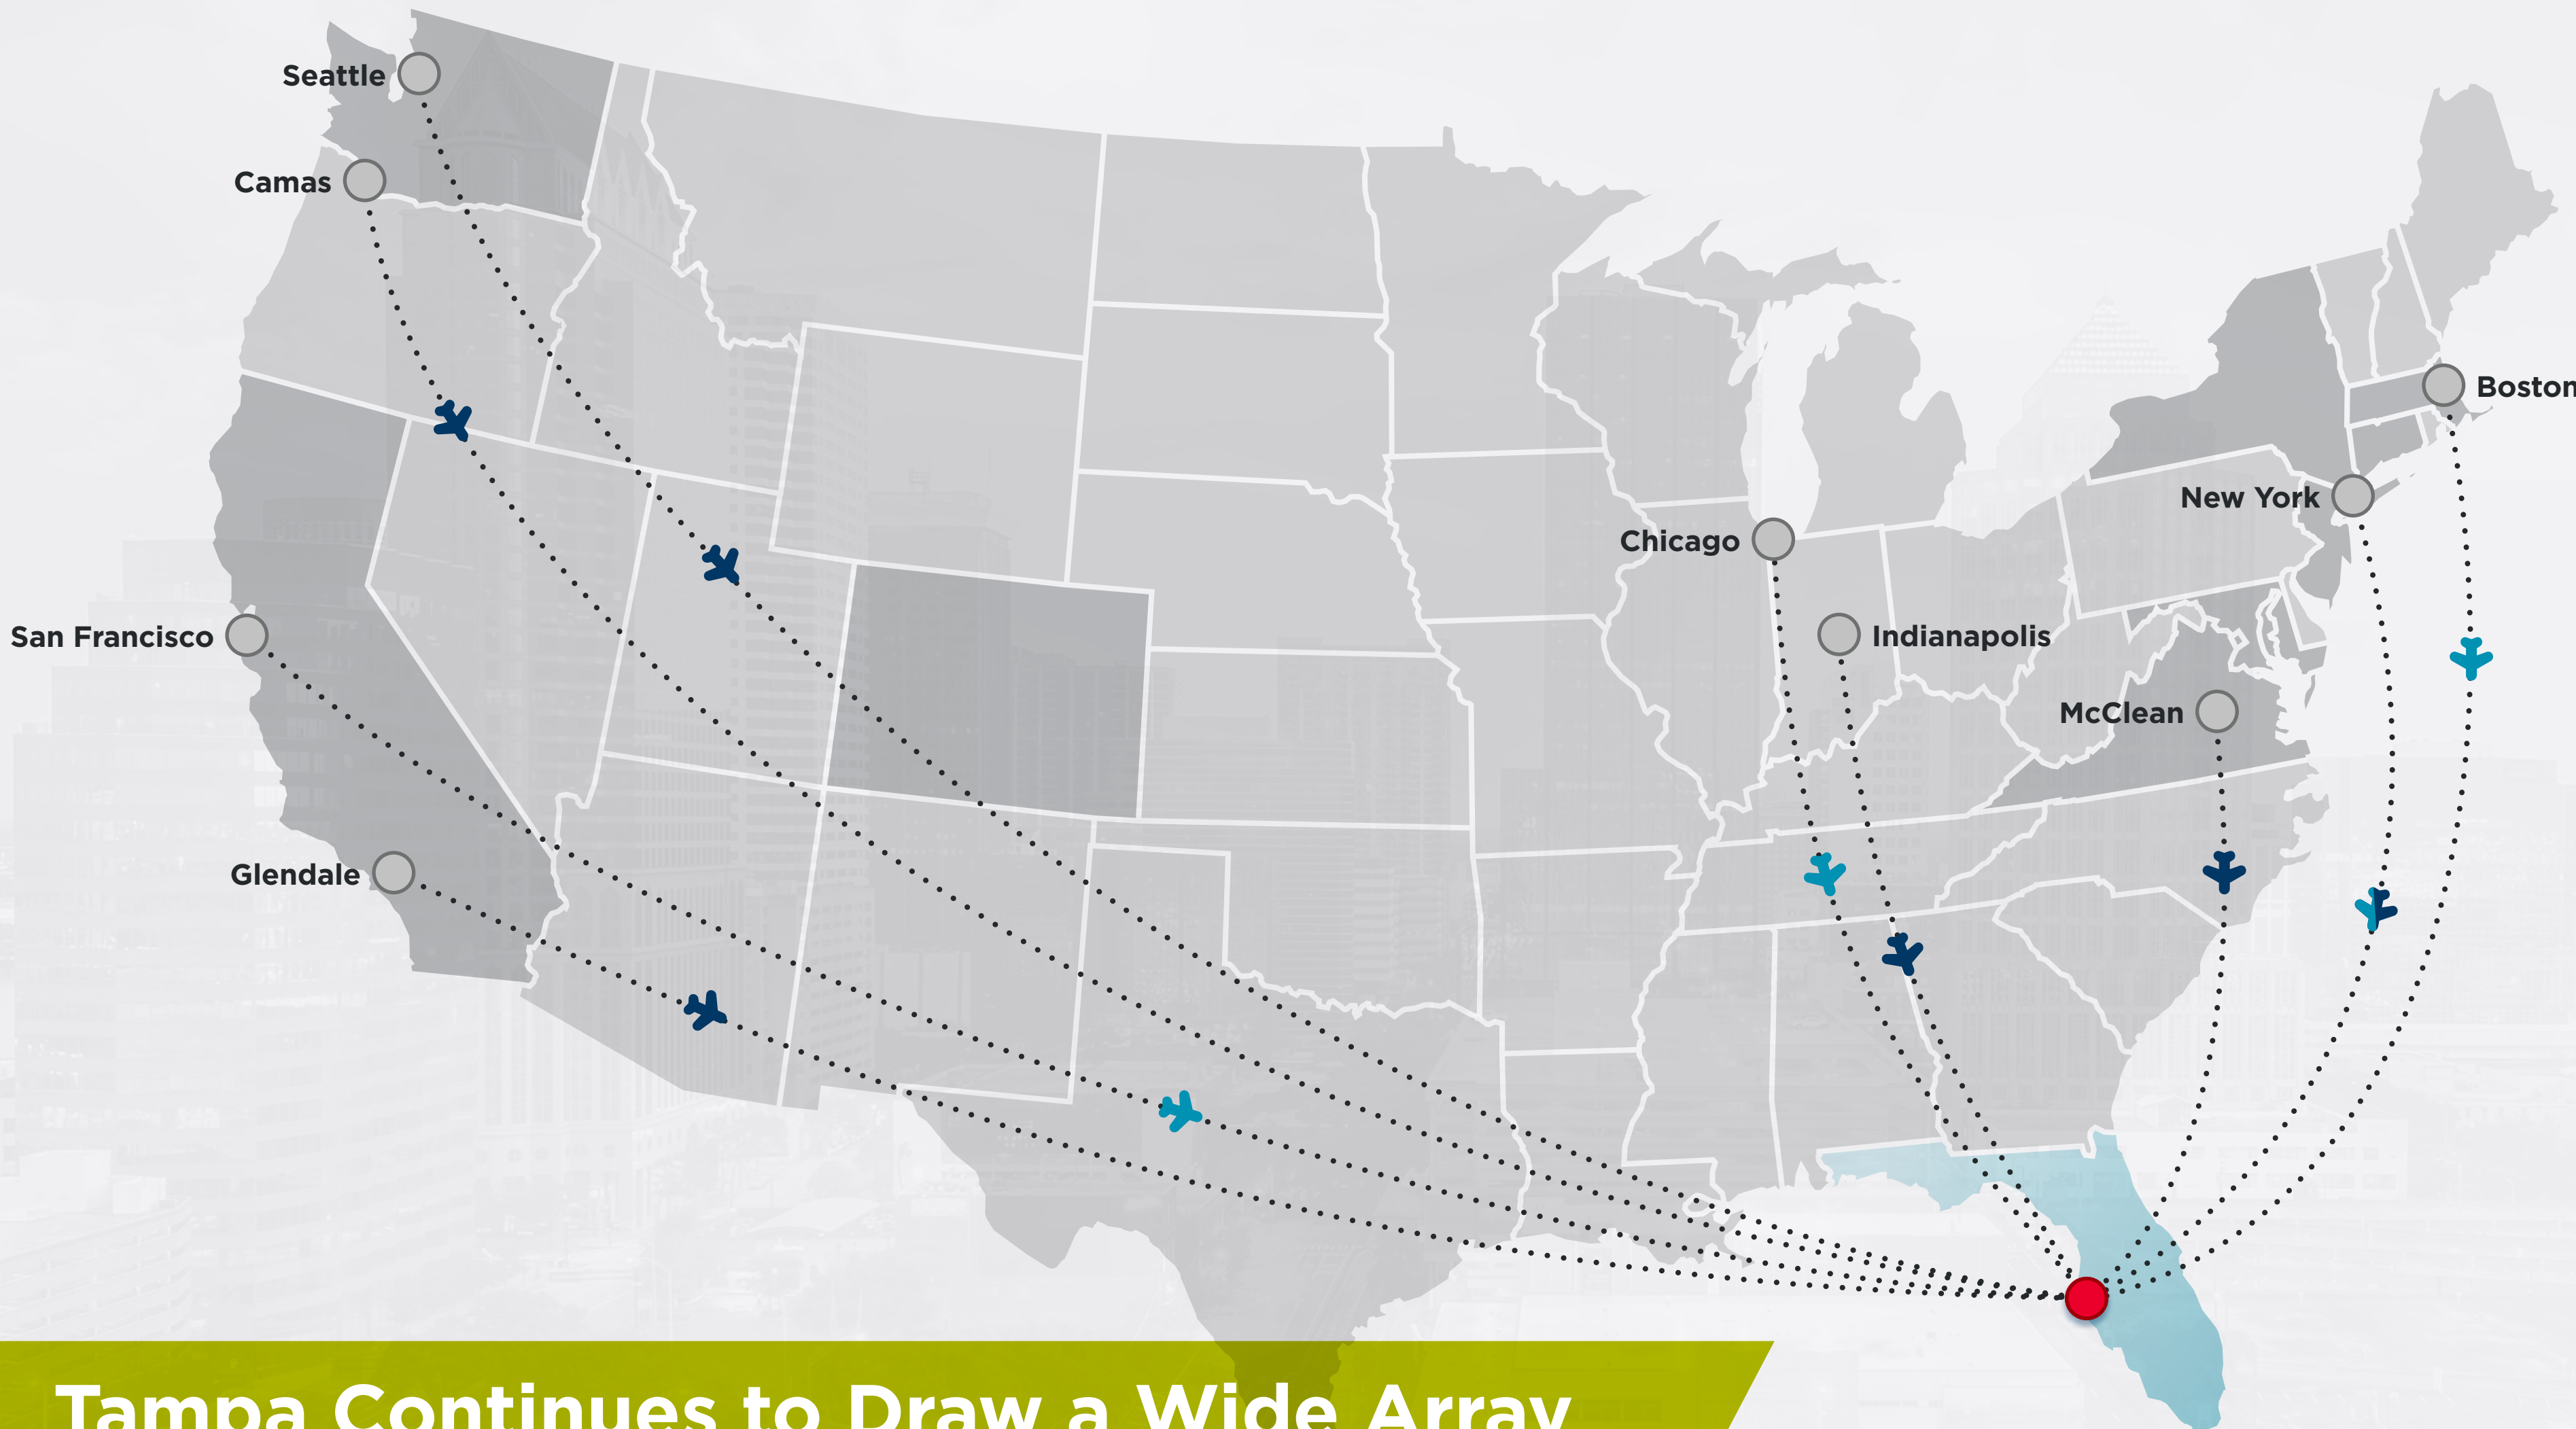 Seattle
Camas
Boston
New York
Chicago
San Francisco
Indianapolis
McClean
Glendale
Tampa Continues to Draw a Wide Array